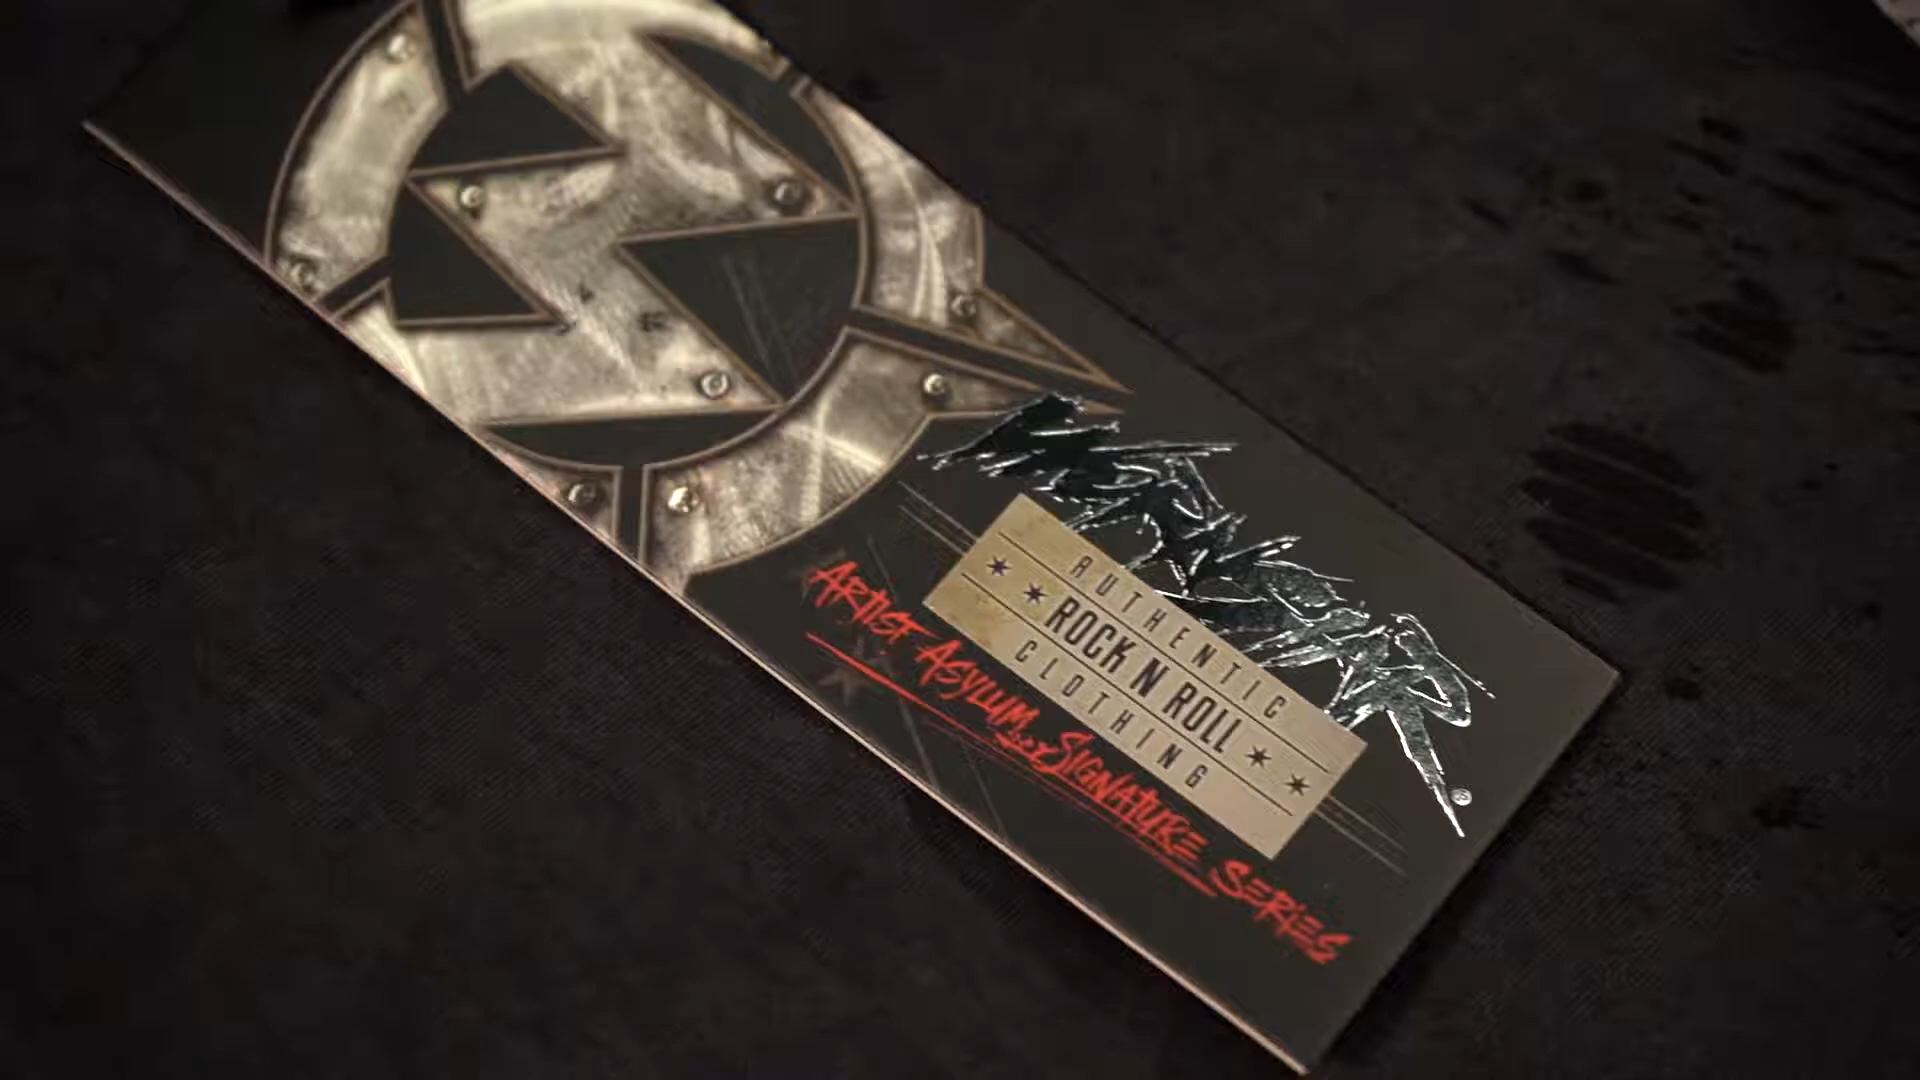 AUTHENTIC
ROCK N ROLL
CLOTHING
ARTIST ASYLUM SIGNATURE SERIES
®